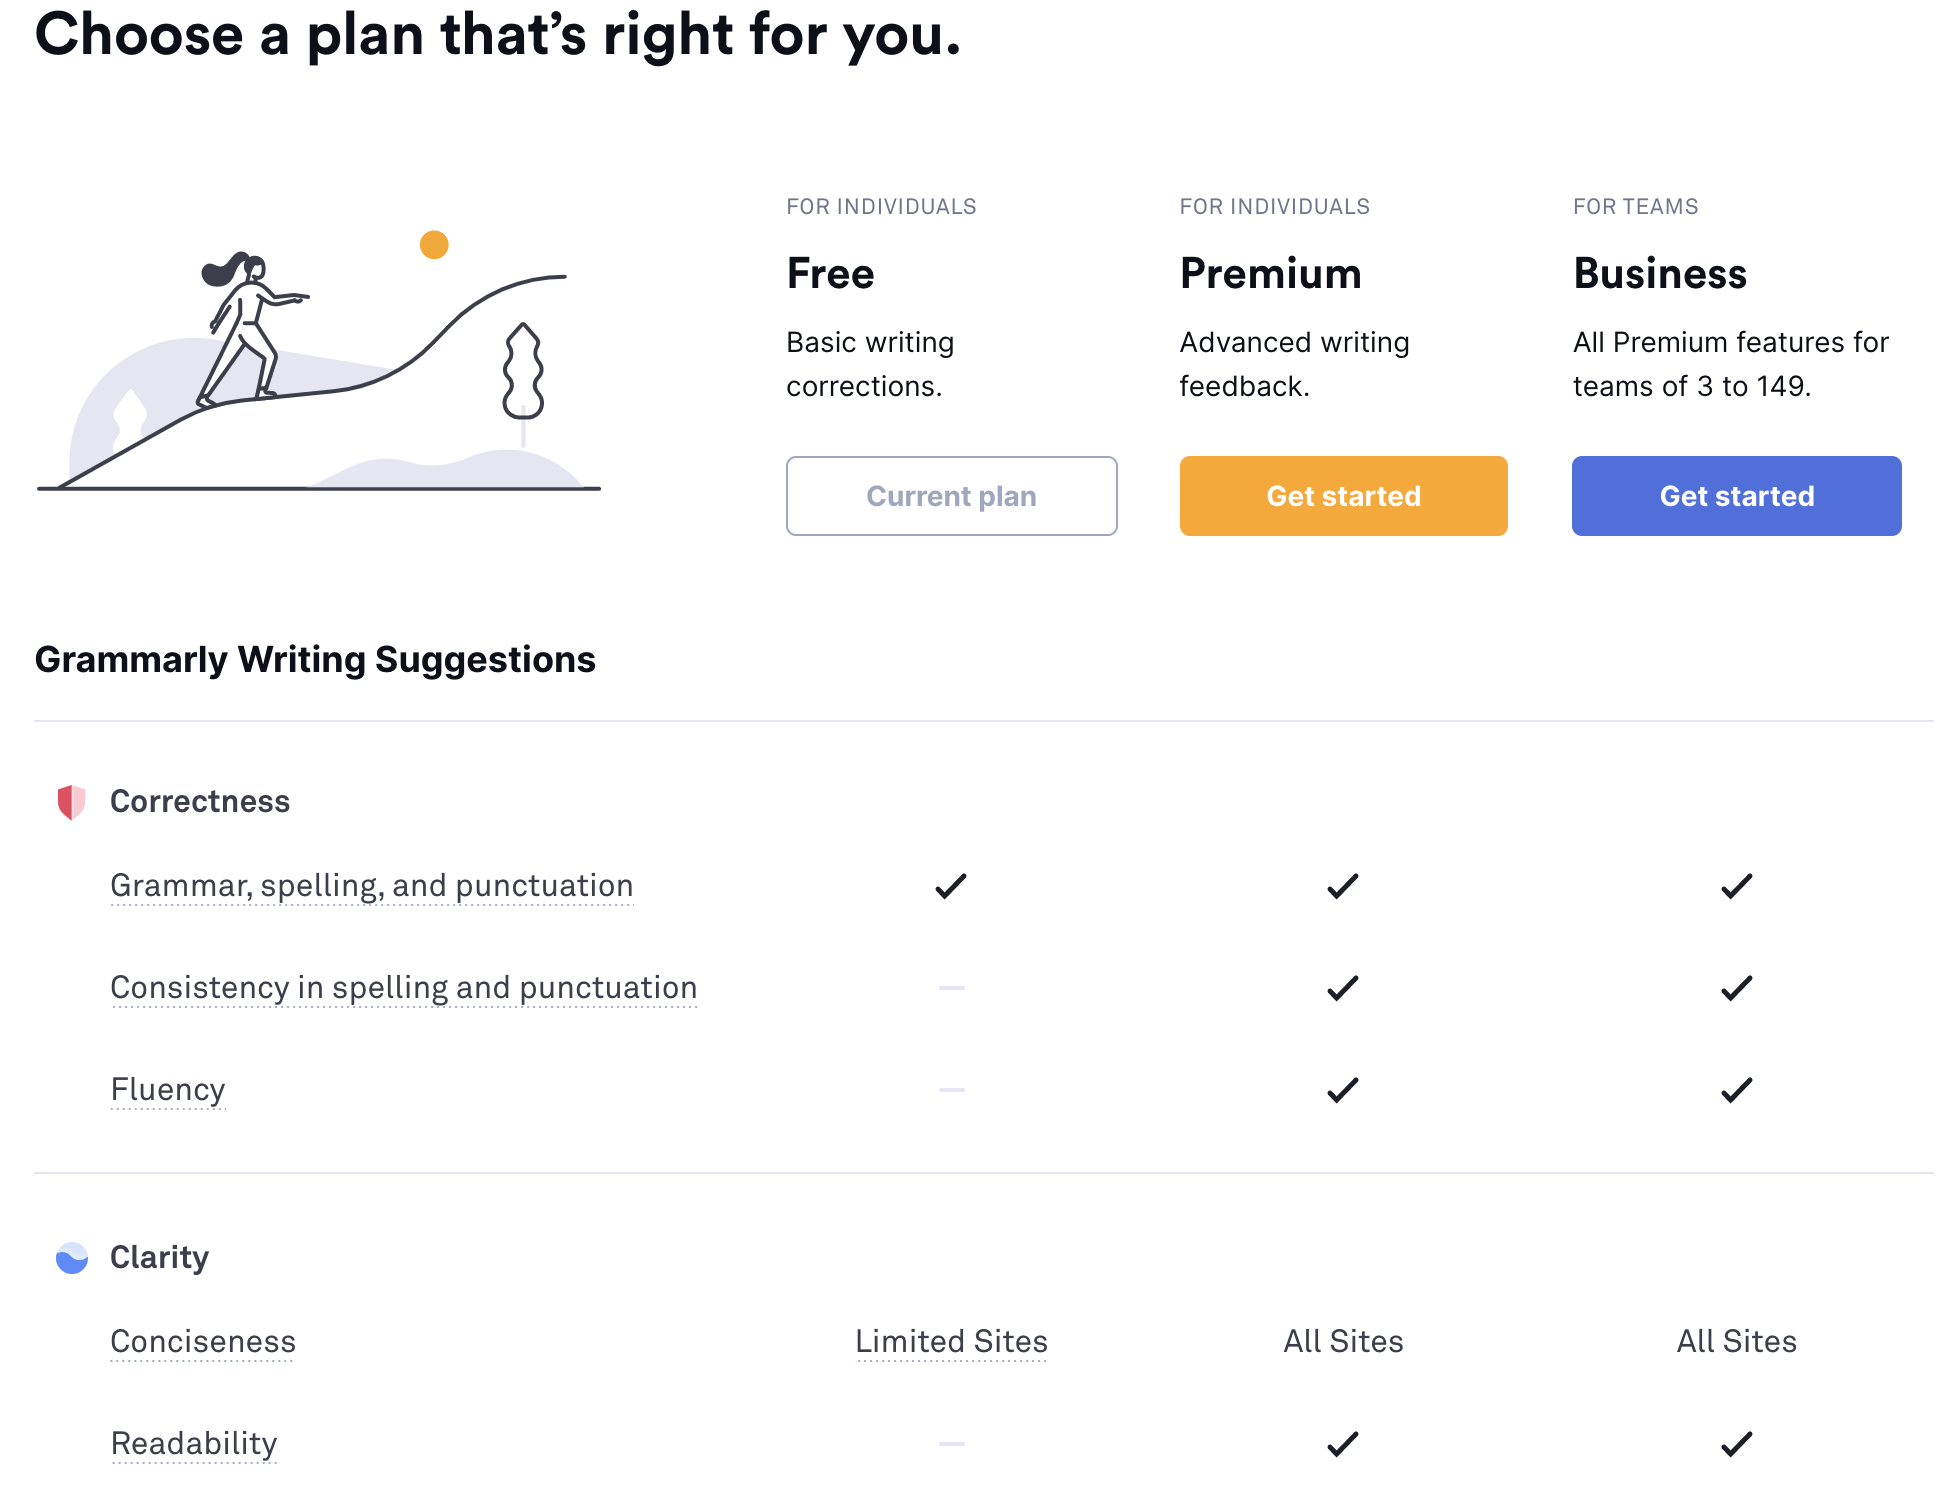 Choose a plan that’s right for you.
FOR INDIVIDUALS
Free
Basic writing
corrections.
Current plan
FOR INDIVIDUALS
Premium
Advanced writing
feedback.
Get started
FOR TEAMS
Business
All Premium features for
teams of 3 to 149.
Get started
Grammarly Writing Suggestions
Correctness
Grammar, spelling, and punctuation
Consistency in spelling and punctuation
Fluency
Clarity
Conciseness Limited Sites All Sites All Sites
Readability